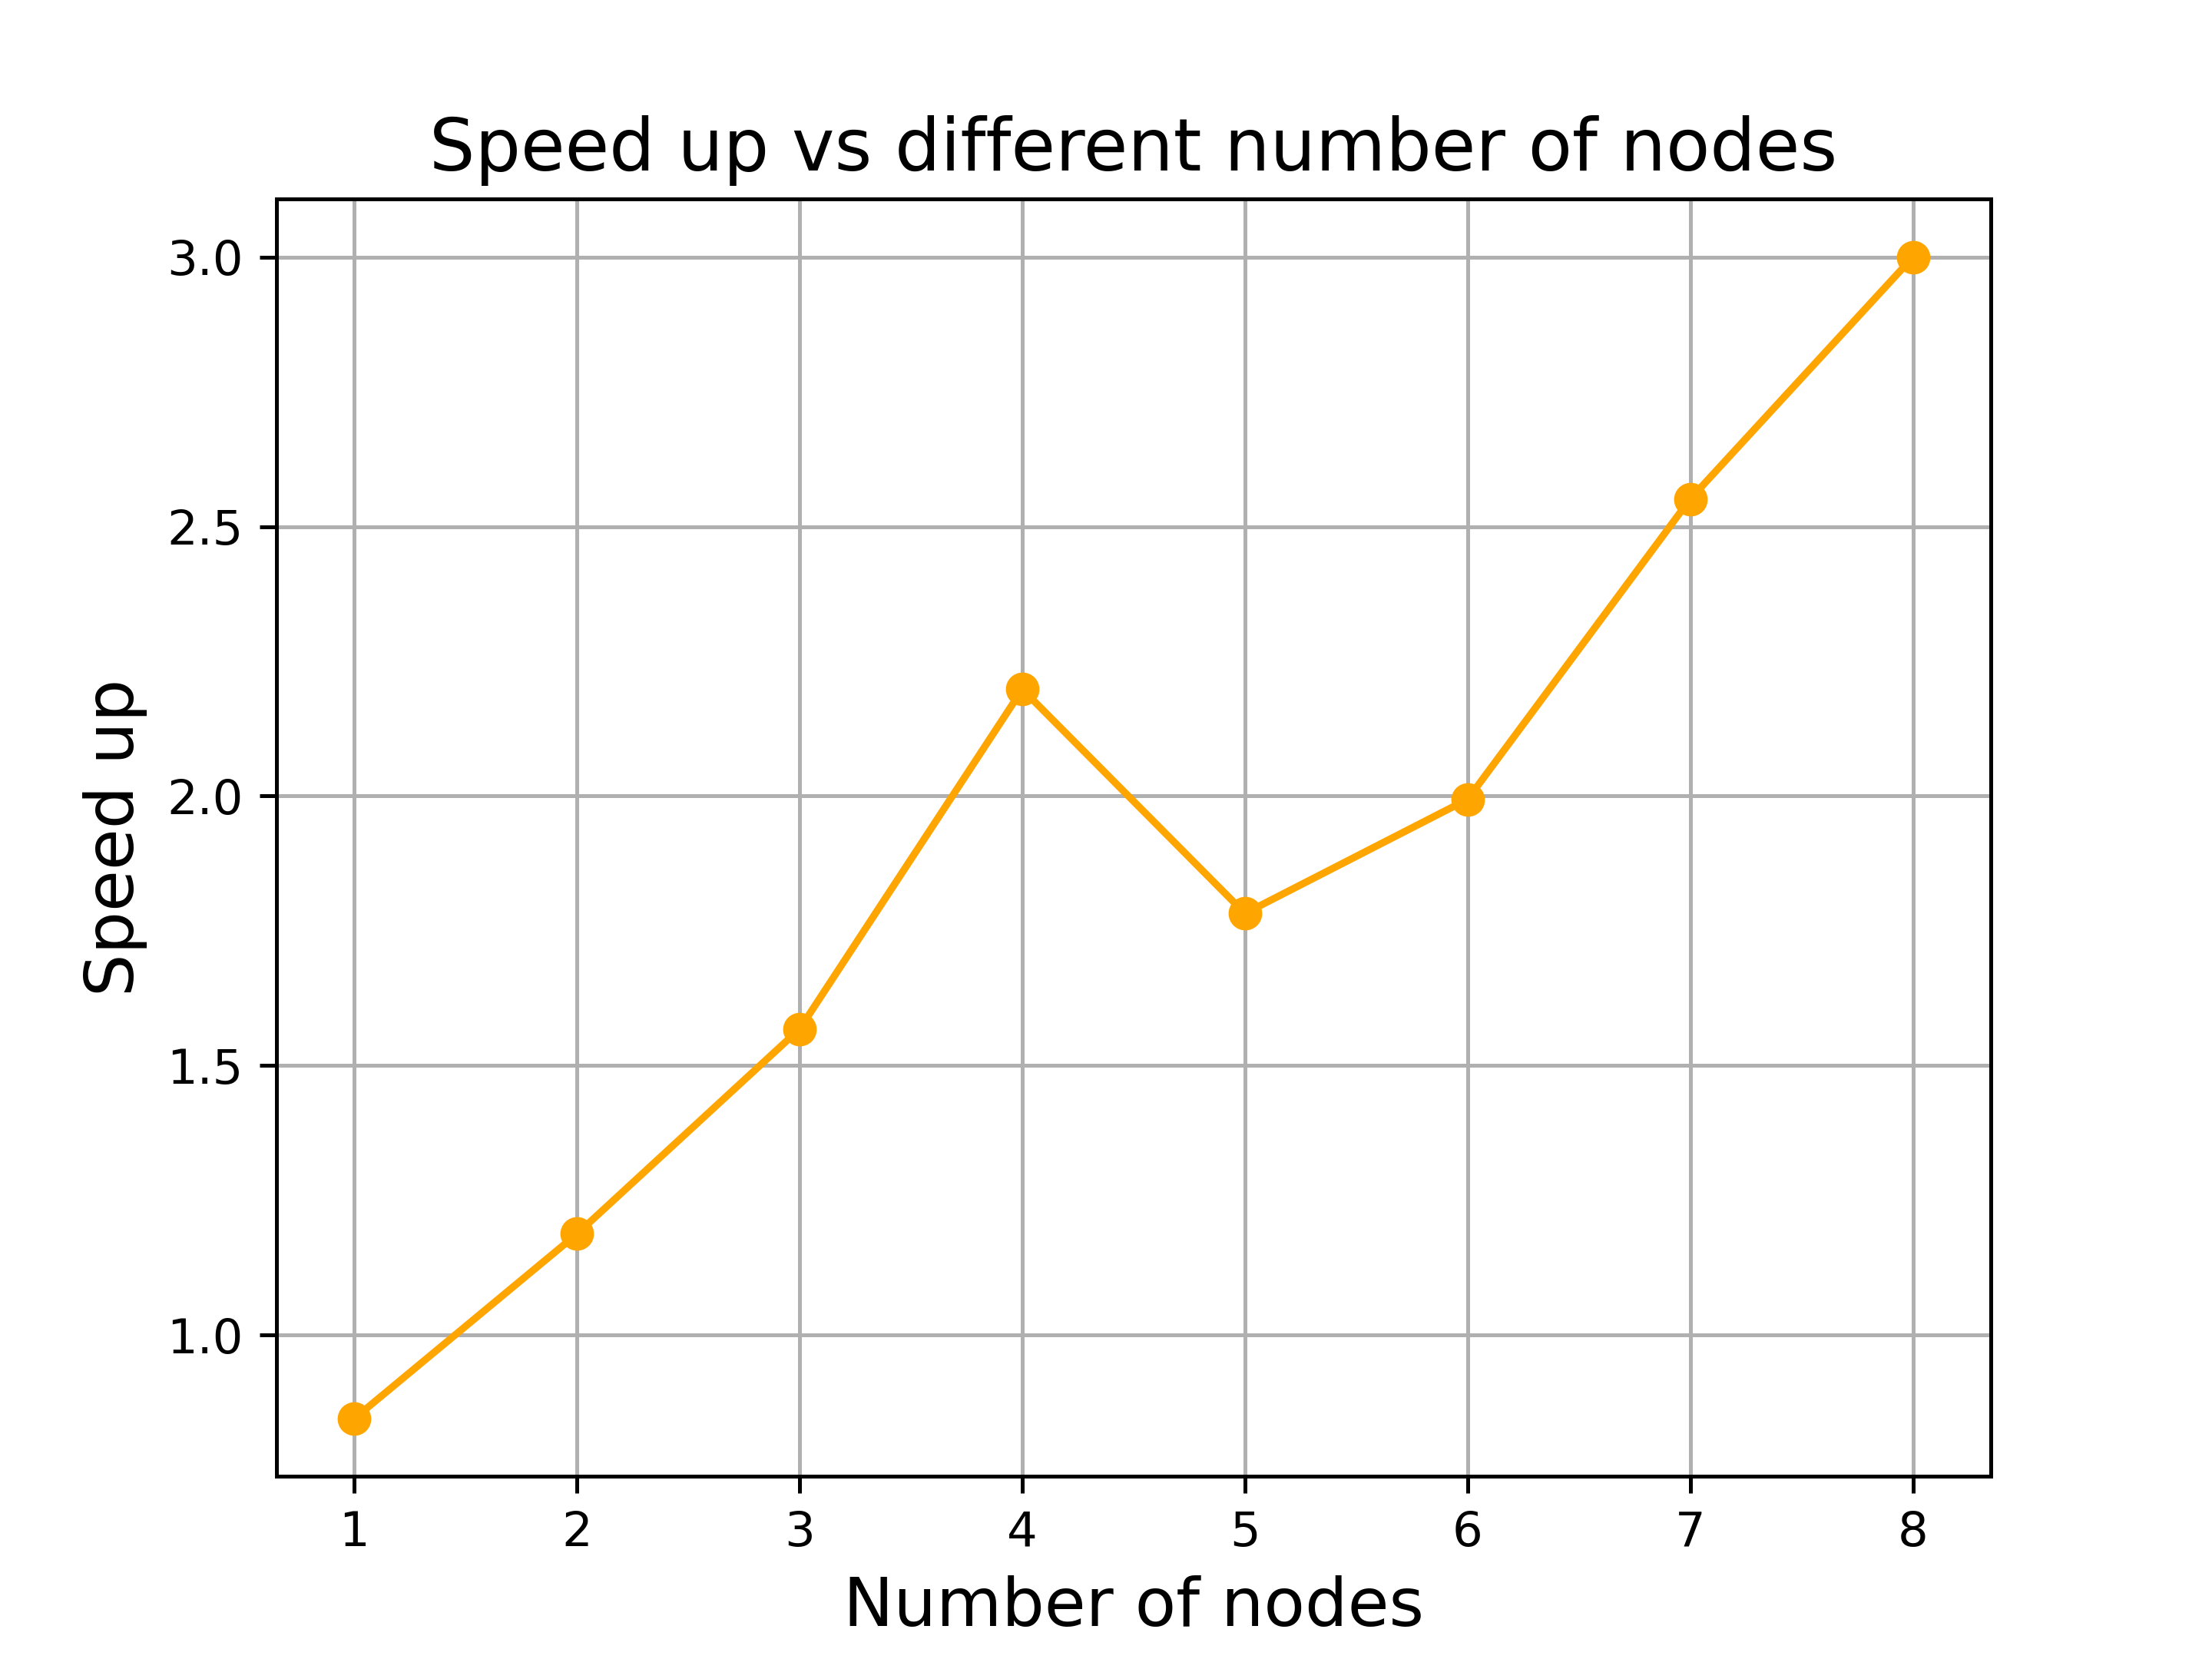 Speed up vs different number of nodes
3.0
2.5
2.0
1.5
1.0
Speed up
1 2 3 4 5 6 7 8
Number of nodes